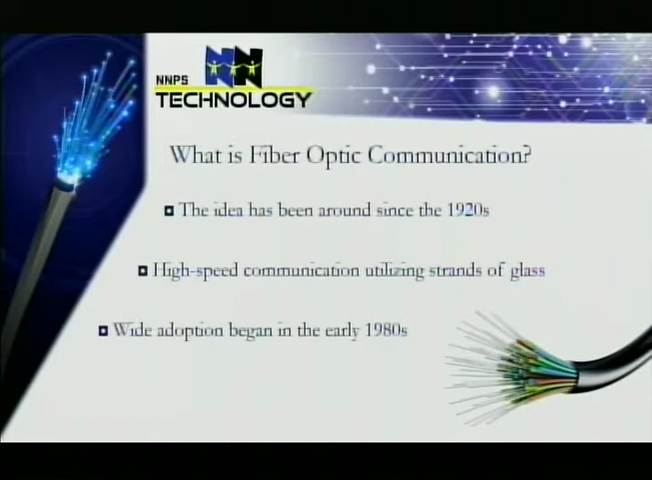 NNPS
TECHNOLOGY
What is Fiber Optic Communication?
The idea has been around since the 1920s
High-speed communication utilizing strands of glass
Wide adoption began in the early 1980s